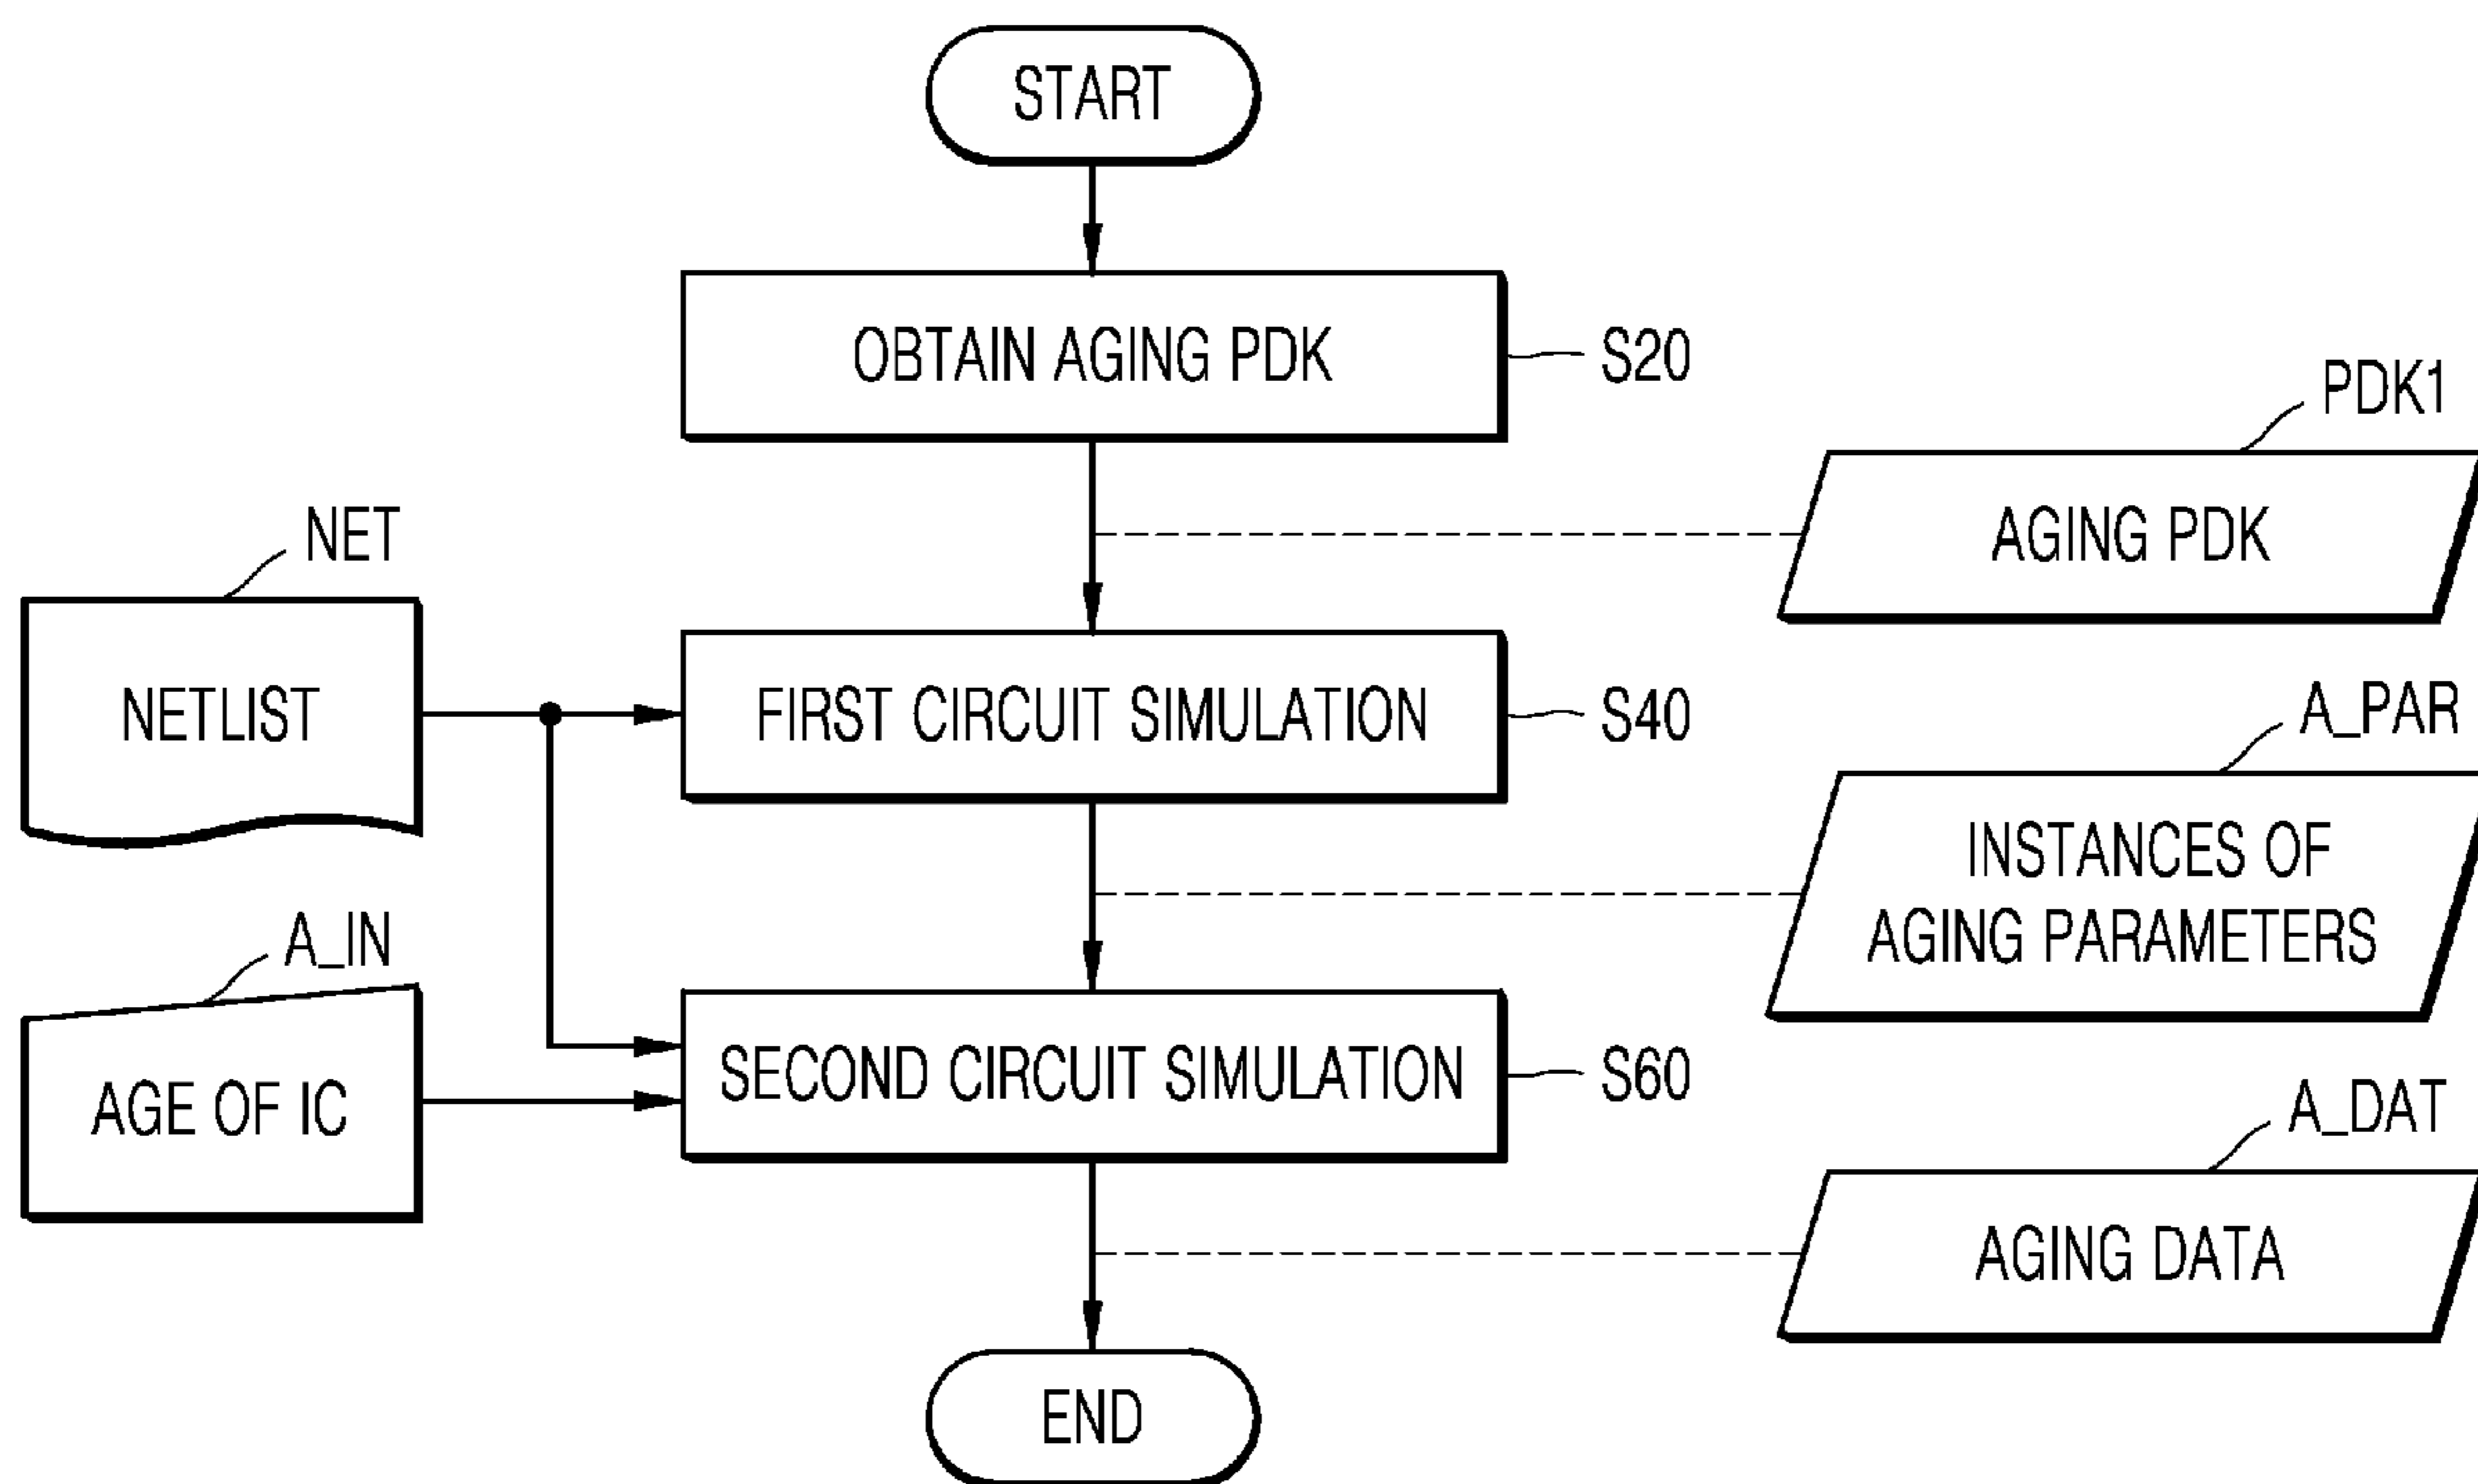 START
OBTAIN AGING PDK
S20
PDK1
AGING PDK
NET
NETLIST
FIRST CIRCUIT SIMULATION
S40
A_PAR
INSTANCES OF
AGING PARAMETERS
A_IN
AGE OF IC
SECOND CIRCUIT SIMULATION
S60
A_DAT
AGING DATA
END